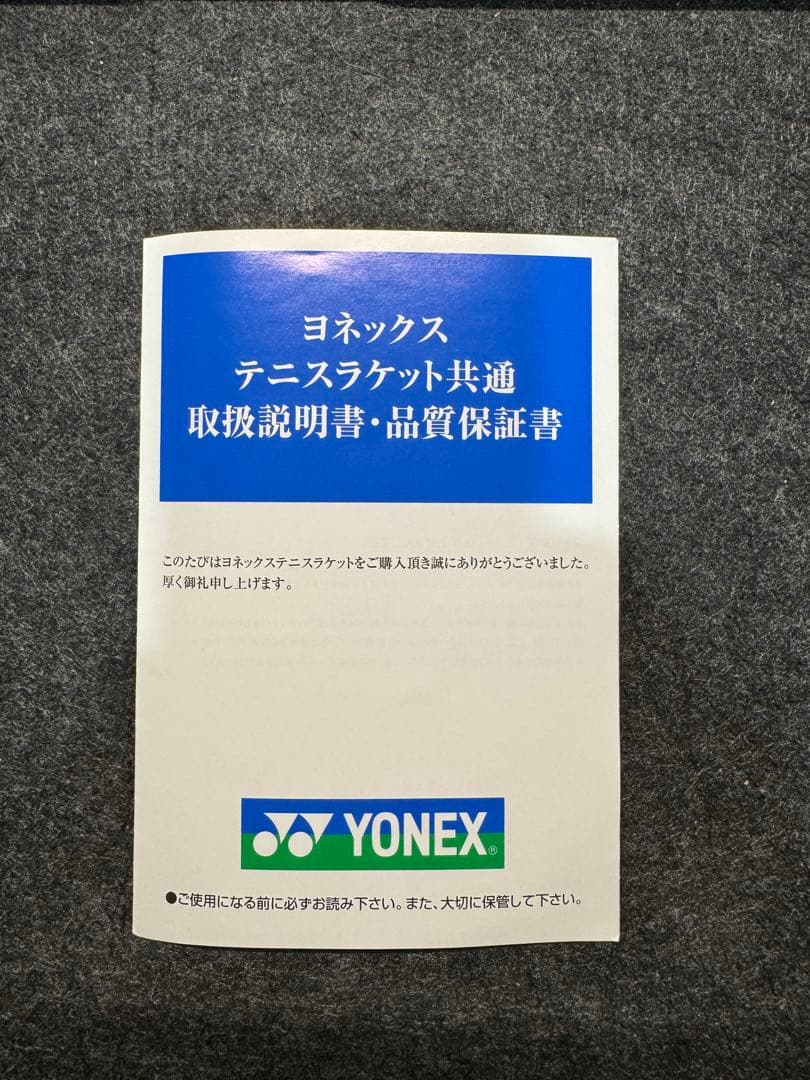 ヨネックス
テニスラケット共通
取扱説明書・品質保証書
このたびはヨネックステニスラケットをご購入頂き誠にありがとうございました。
厚く御礼申し上げます。
YONEX®
●ご使用になる前に必ずお読み下さい。また、大切に保管して下さい。